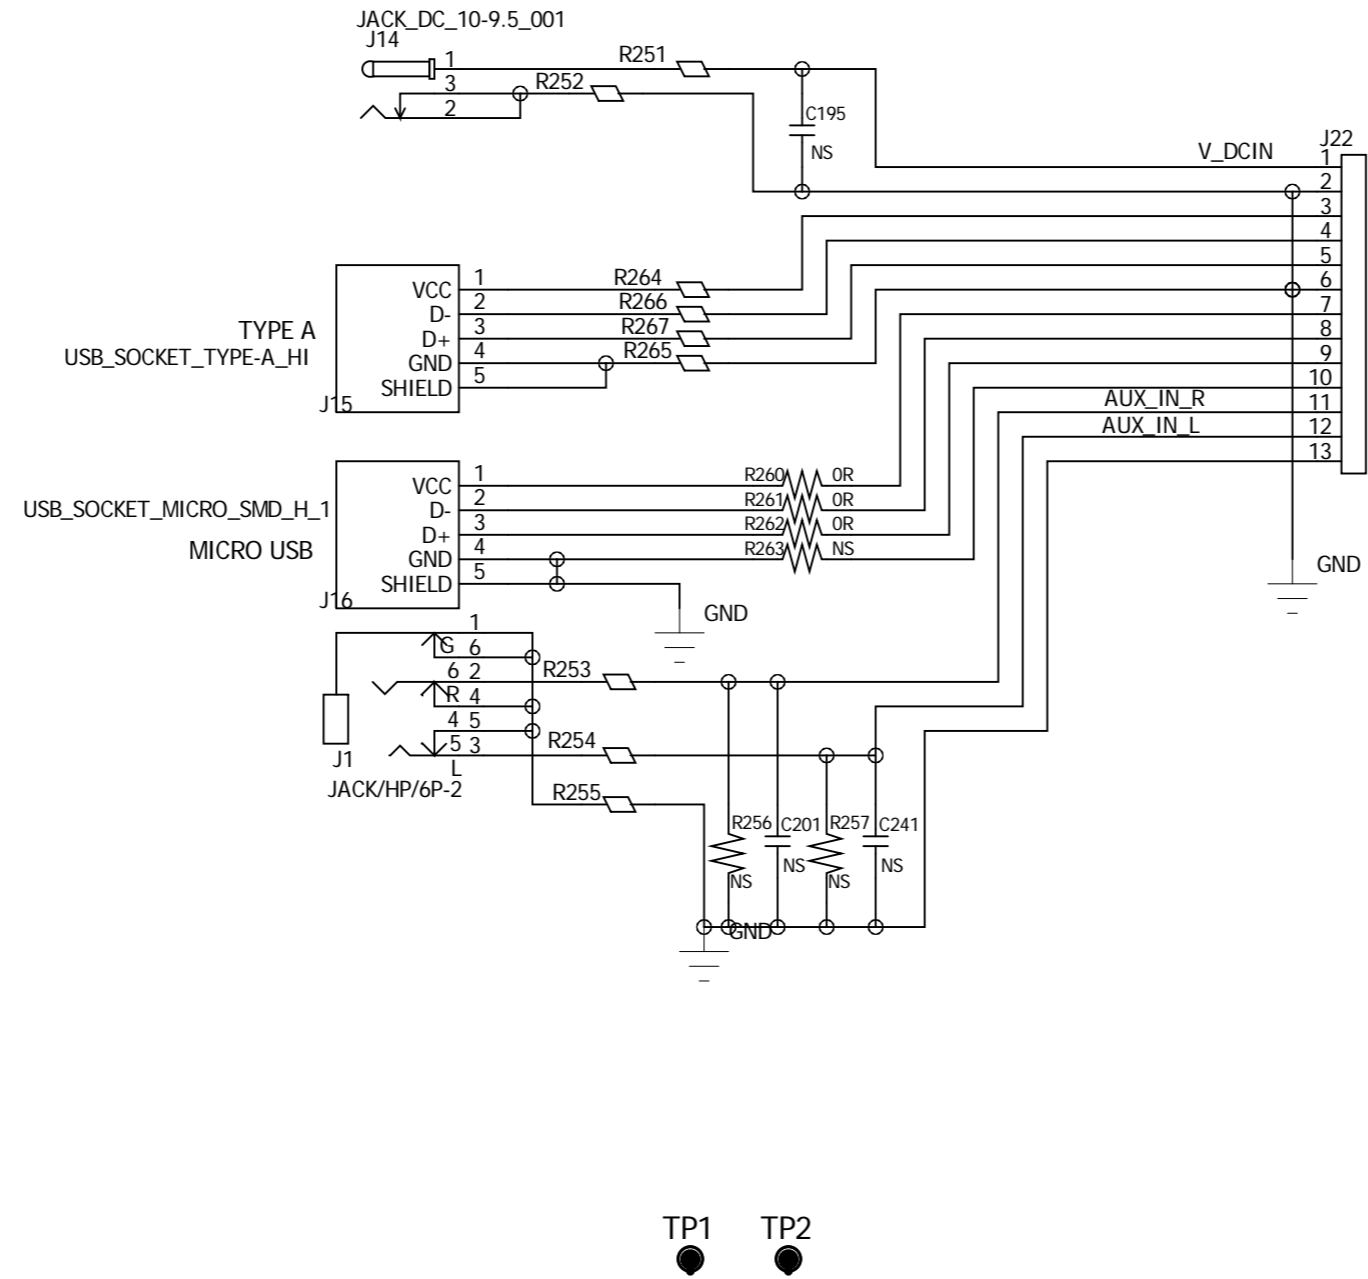 JACK_DC_10-9.5_001
J14
1
R251
3
R252
2
C195
NS
V_DCIN
J22
1
2
3
4
5
6
7
8
9
10
11
12
13
AUX_IN_R
AUX_IN_L
GND
TYPE A
USB_SOCKET_TYPE-A_HI
J15
VCC 1 R264
D- 2 R266
D+ 3 R267
GND 4 R265
SHIELD 5
USB_SOCKET_MICRO_SMD_H_1
MICRO USB
J16
VCC 1 R260 0R
D- 2 R261 0R
D+ 3 R262 0R
GND 4 R263 NS
SHIELD 5
GND
1
G 6
6 2 R253
R 4
4 5
5 3 R254
L
J1
JACK/HP/6P-2
R255
R256 C201 R257 C241
NS NS NS NS
GND
TP1 TP2